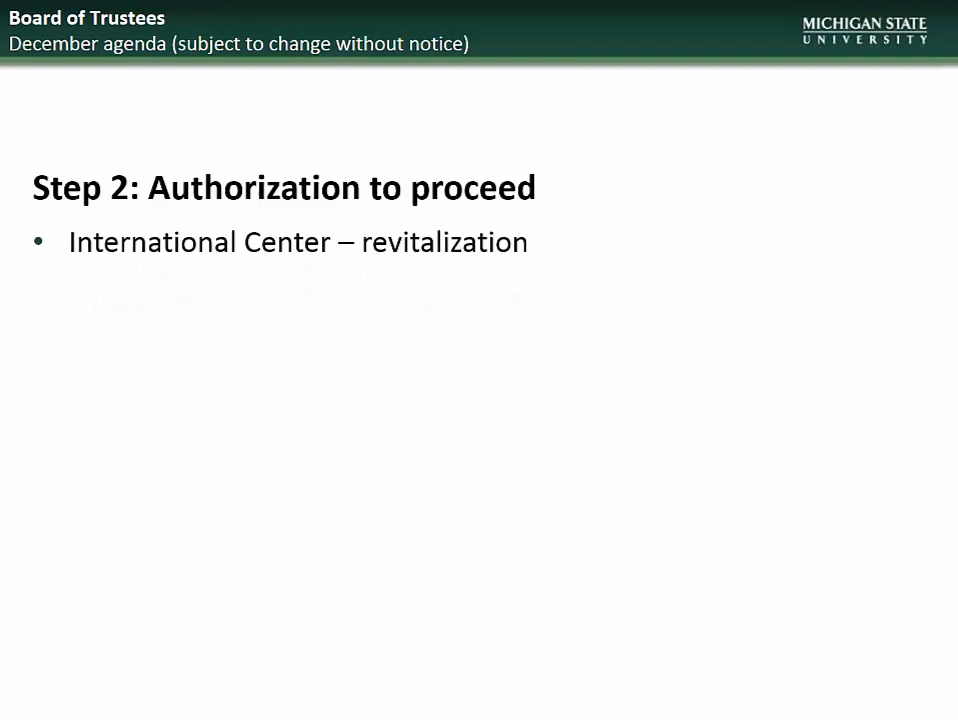 Board of Trustees
December agenda (subject to change without notice)
MICHIGAN STATE
UNIVERSITY
Step 2: Authorization to proceed
• International Center – revitalization